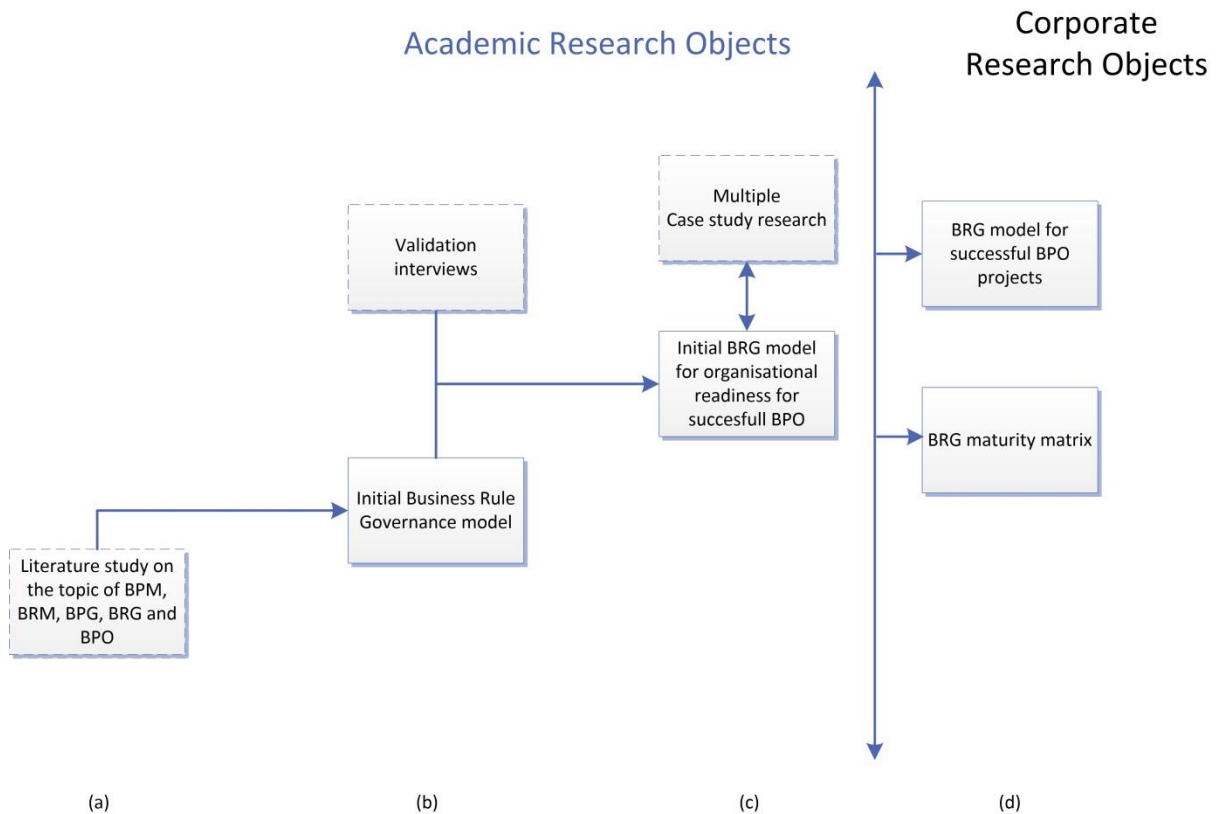 Academic Research Objects
Corporate
Research Objects
Multiple
Case study research
Validation
interviews
BRG model for
successful BPO
projects
Initial BRG model
for organisational
readiness for
succesfull BPO
BRG maturity matrix
Initial Business Rule
Governance model
Literature study on
the topic of BPM,
BRM, BPG, BRG and
BPO
(a)
(b)
(c)
(d)